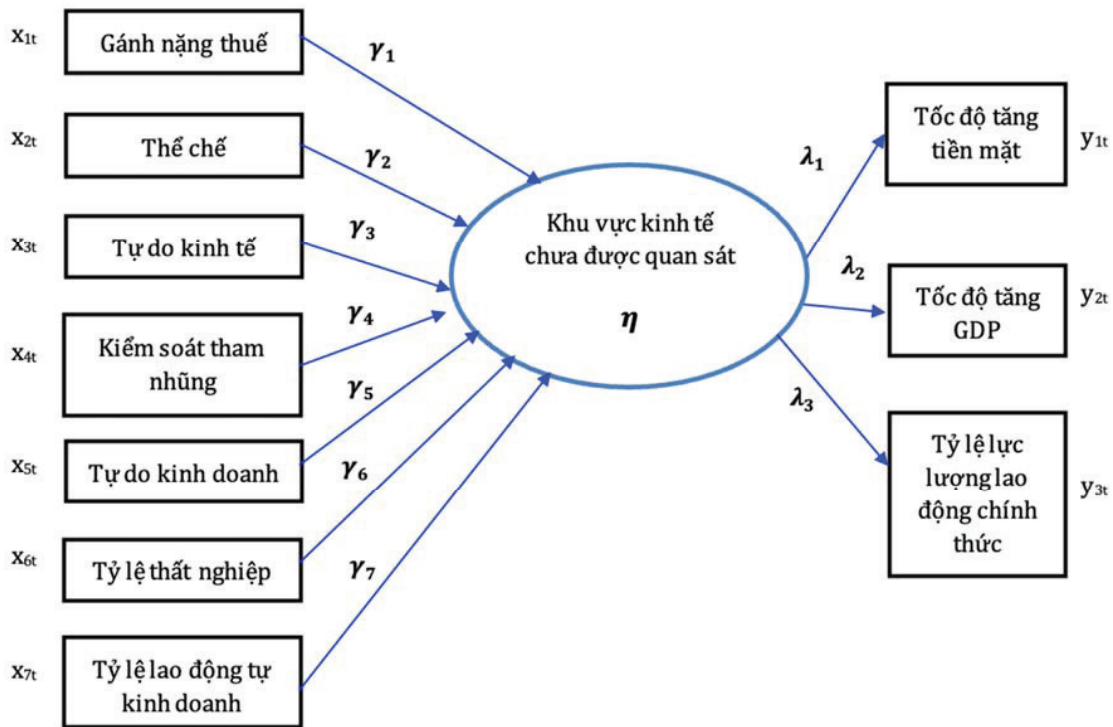 x1t
Gánh nặng thuế
γ1
x2t
Thể chế
γ2
x3t
Tự do kinh tế
γ3
x4t
Kiểm soát tham
nhũng
γ4
x5t
Tự do kinh doanh
γ5
x6t
Tỷ lệ thất nghiệp
γ6
x7t
Tỷ lệ lao động tự
kinh doanh
γ7
Khu vực kinh tế
chưa được quan sát
η
λ1
Tốc độ tăng
tiền mặt
y1t
λ2
Tốc độ tăng
GDP
y2t
λ3
Tỷ lệ lực
lượng lao
động chính
thức
y3t